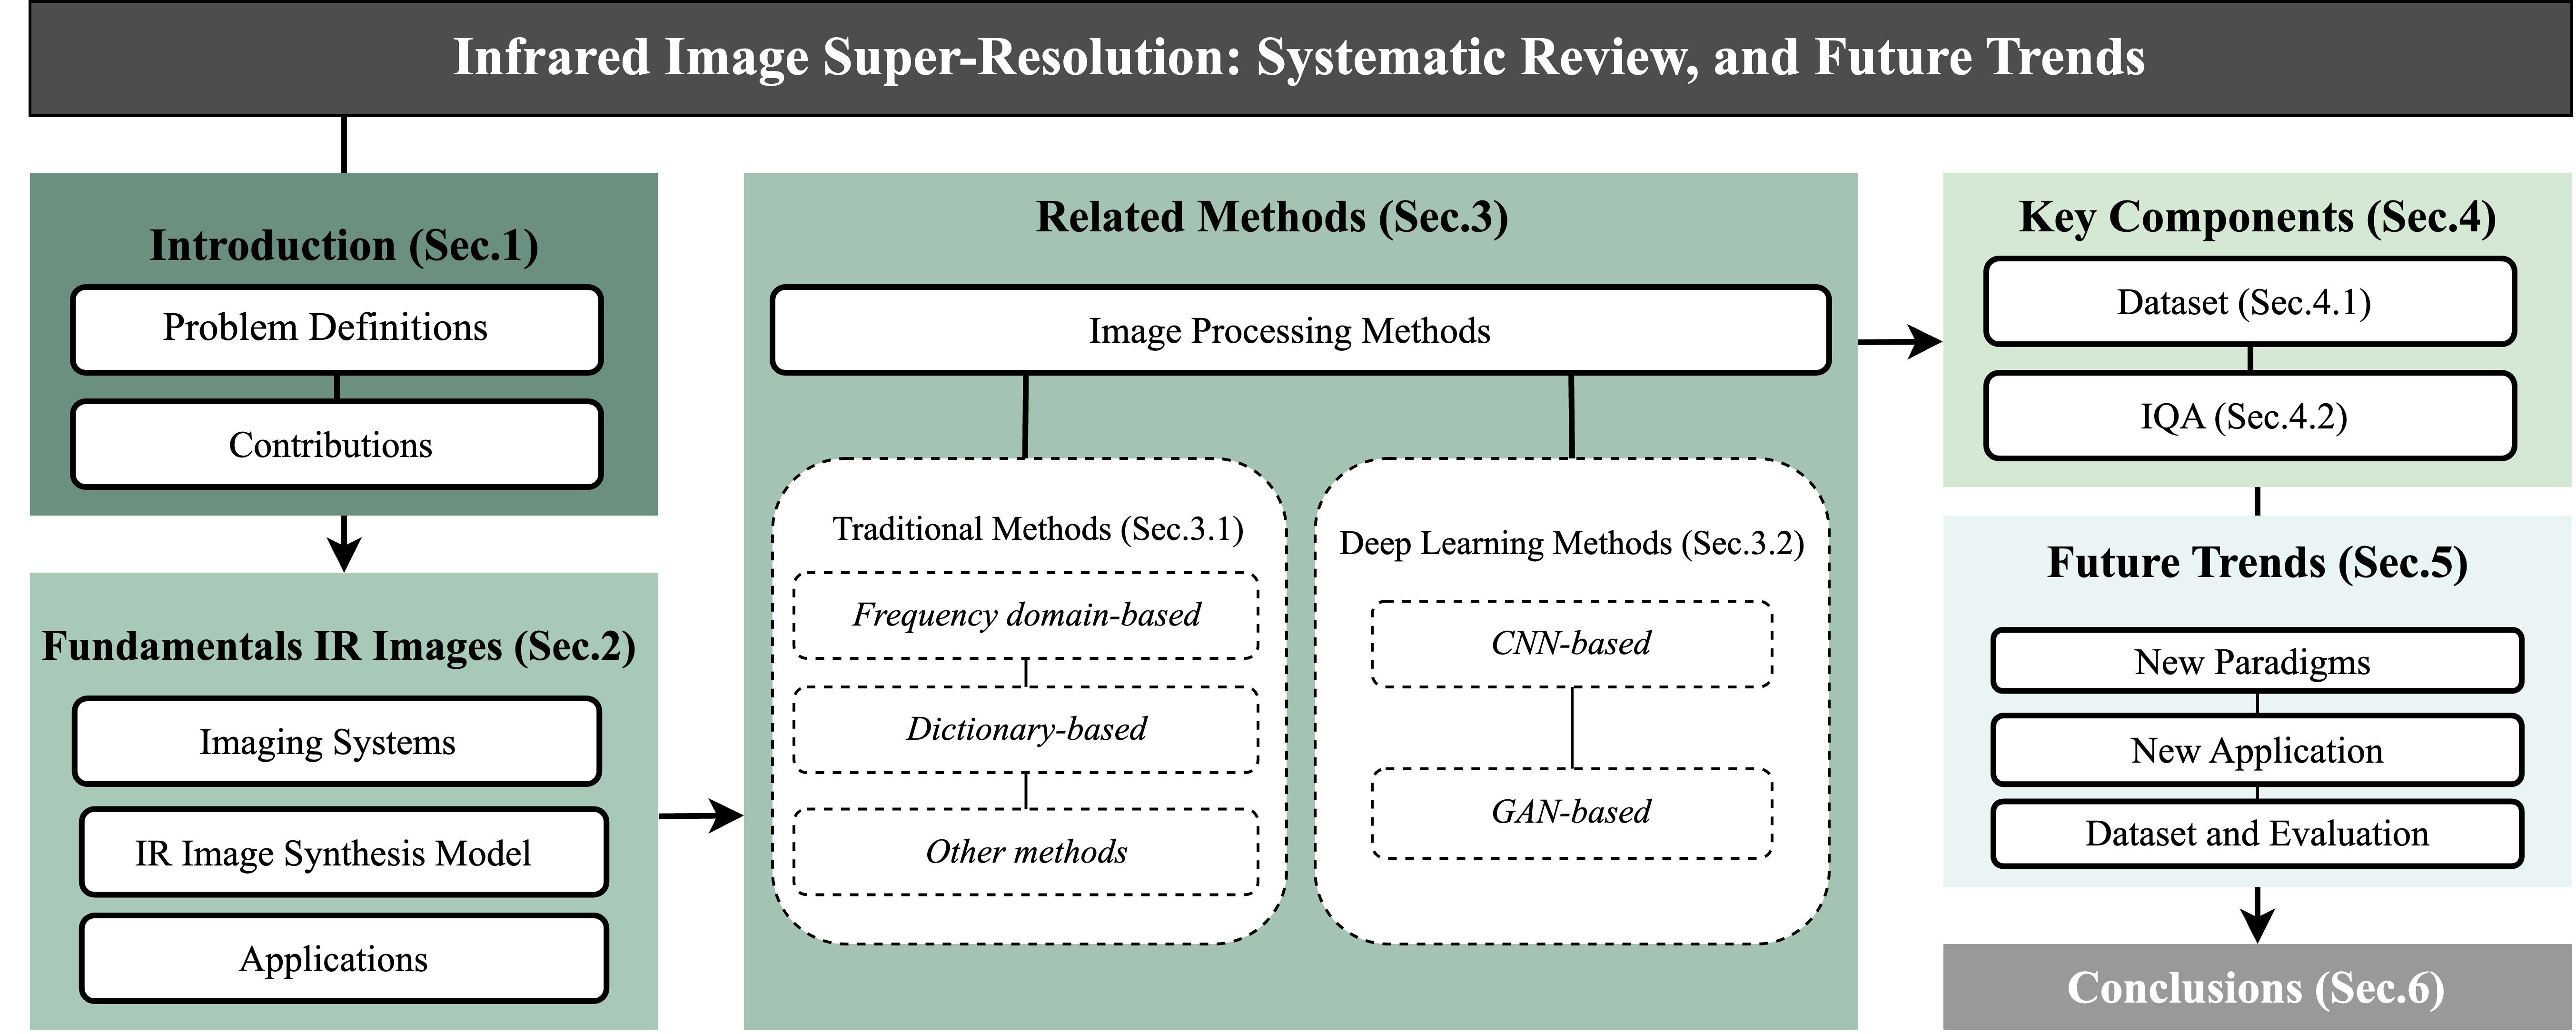 Infrared Image Super-Resolution: Systematic Review, and Future Trends
Introduction (Sec.1)
Problem Definitions
Contributions
Fundamentals IR Images (Sec.2)
Imaging Systems
IR Image Synthesis Model
Applications
Related Methods (Sec.3)
Image Processing Methods
Traditional Methods (Sec.3.1)
Frequency domain-based
Dictionary-based
Other methods
Deep Learning Methods (Sec.3.2)
CNN-based
GAN-based
Key Components (Sec.4)
Dataset (Sec.4.1)
IQA (Sec.4.2)
Future Trends (Sec.5)
New Paradigms
New Application
Dataset and Evaluation
Conclusions (Sec.6)